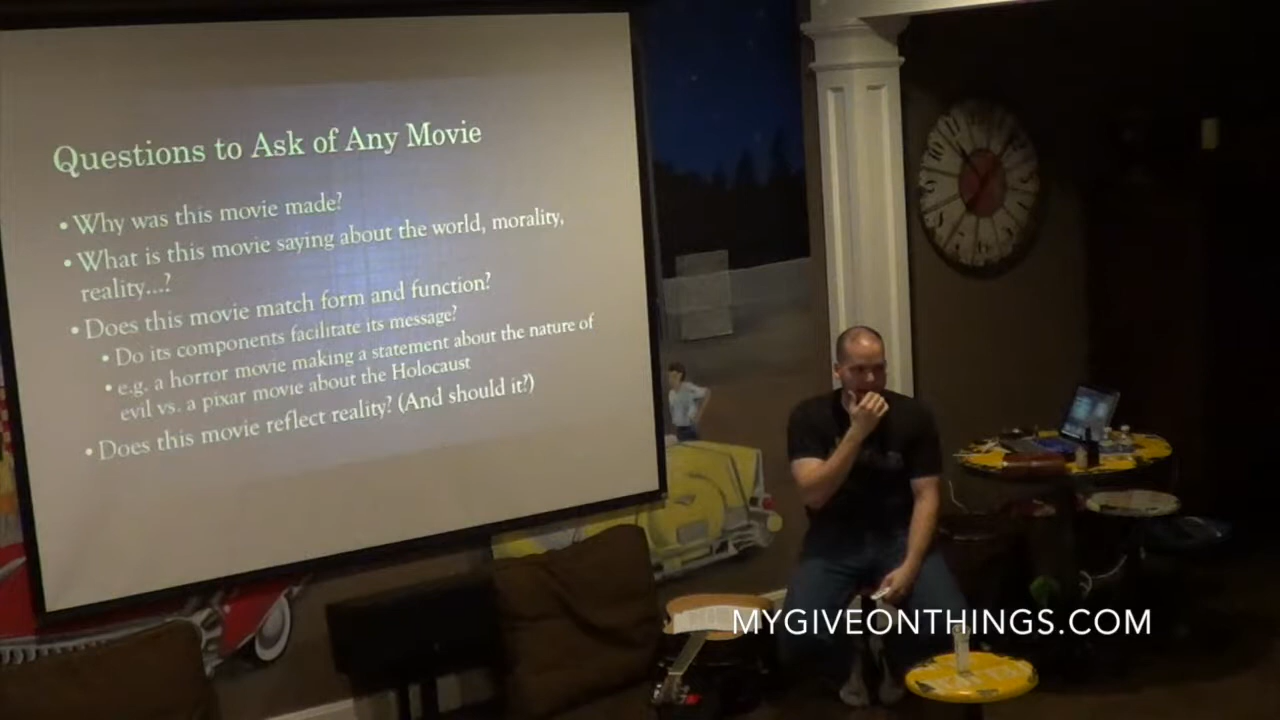 Questions to Ask of Any Movie
• Why was this movie made?
• What is this movie saying about the world, morality,
reality...?
• Does this movie match form and function?
• Do its components facilitate its message?
• e.g. a horror movie making a statement about the nature of
evil vs. a pixar movie about the Holocaust
• Does this movie reflect reality? (And should it?)
MYGIVEONTHINGS.COM